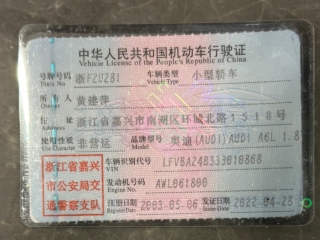 中华人民共和国机动车行驶证
Vehicle License of the People's Republic of China
号牌号码 浙F2U281 车辆类型 小型轿车
Plate No. Vehicle Type
所有人 黄建萍
Owner
住址 浙江省嘉兴市南湖区环城北路1518号
Address
使用性质 非营运 品牌型号 奥迪(AUDI)AUDI A6L 1.8
Use Character Model
浙江省嘉兴市公安局交通警察支队
车辆识别代号 LFVBA24B333010868
VIN
发动机号码 AWL061800
Engine No.
注册日期 2003-05-06 发证日期 2022-04-28
Register Date Issue Date